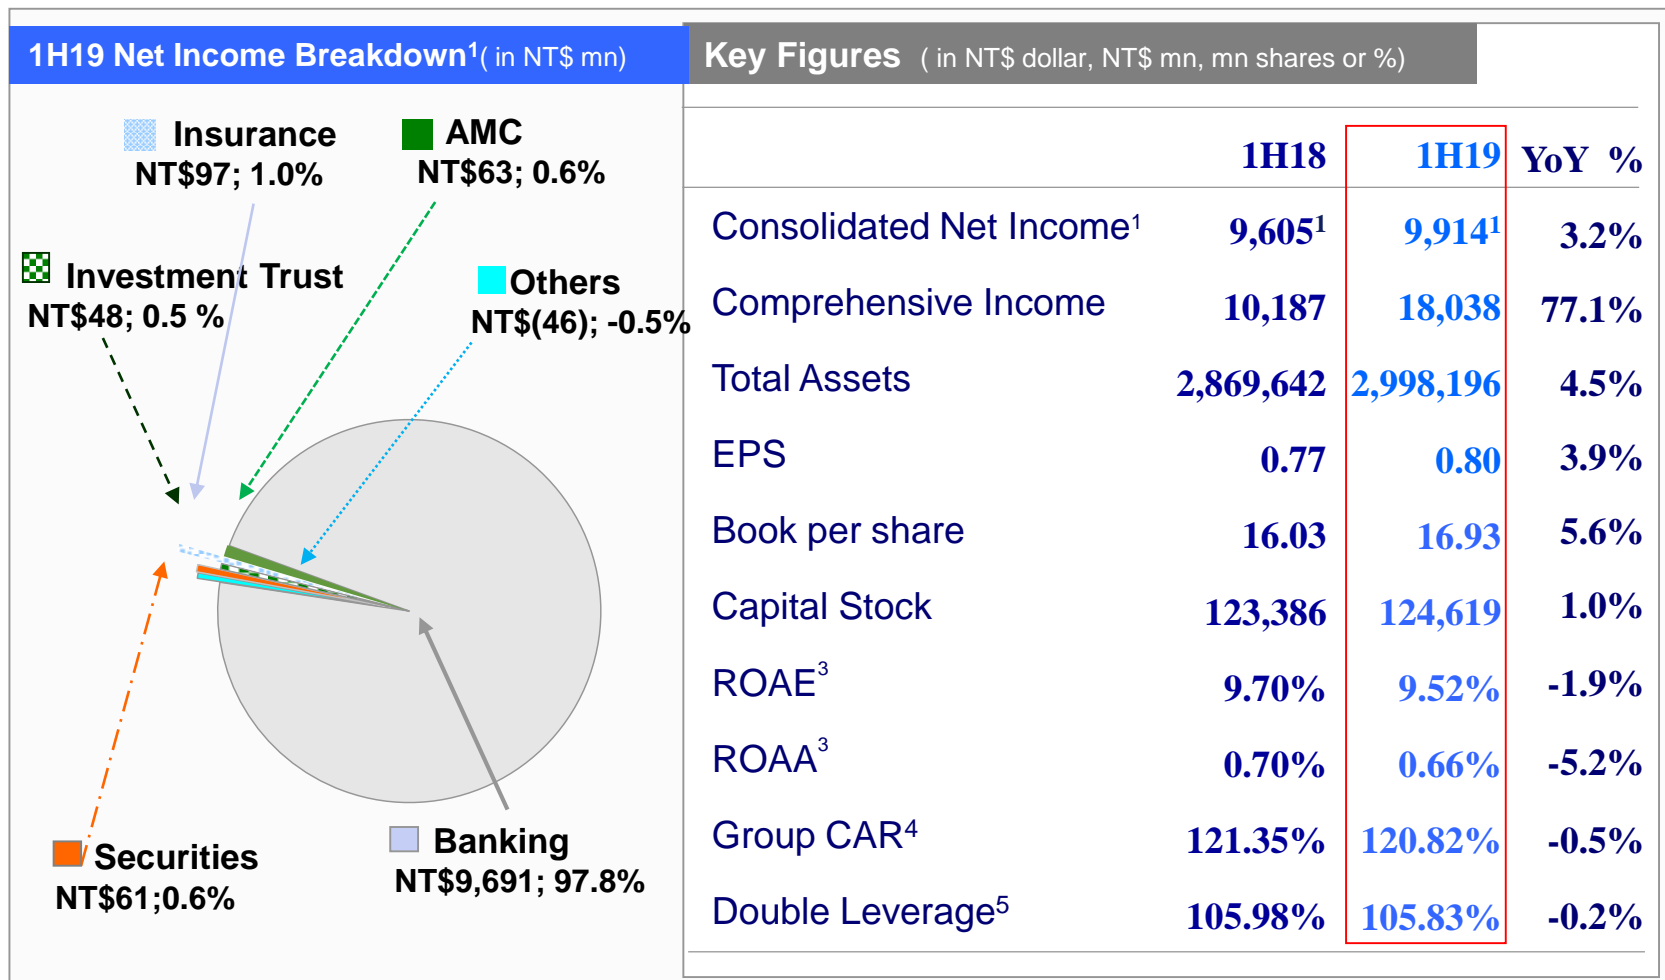 1H19 Net Income Breakdown¹( in NT$ mn)
Insurance
NT$97; 1.0%
AMC
NT$63; 0.6%
Investment Trust
NT$48; 0.5 %
Others
NT$(46); -0.5%
Securities
NT$61;0.6%
Banking
NT$9,691; 97.8%
Key Figures ( in NT$ dollar, NT$ mn, mn shares or %)
1H18 1H19 YoY %
Consolidated Net Income¹ 9,605¹ 9,914¹ 3.2%
Comprehensive Income 10,187 18,038 77.1%
Total Assets 2,869,642 2,998,196 4.5%
EPS 0.77 0.80 3.9%
Book per share 16.03 16.93 5.6%
Capital Stock 123,386 124,619 1.0%
ROAE³ 9.70% 9.52% -1.9%
ROAA³ 0.70% 0.66% -5.2%
Group CAR⁴ 121.35% 120.82% -0.5%
Double Leverage⁵ 105.98% 105.83% -0.2%